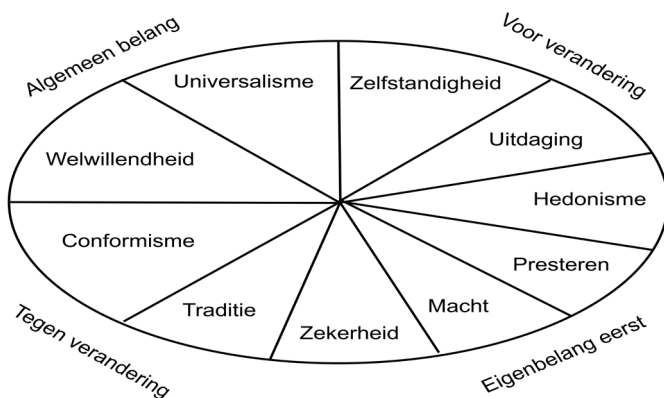 Algemeen belang
Voor verandering
Universalisme
Zelfstandigheid
Uitdaging
Welwillendheid
Hedonisme
Conformisme
Presteren
Traditie
Macht
Zekerheid
Tegen verandering
Eigenbelang eerst